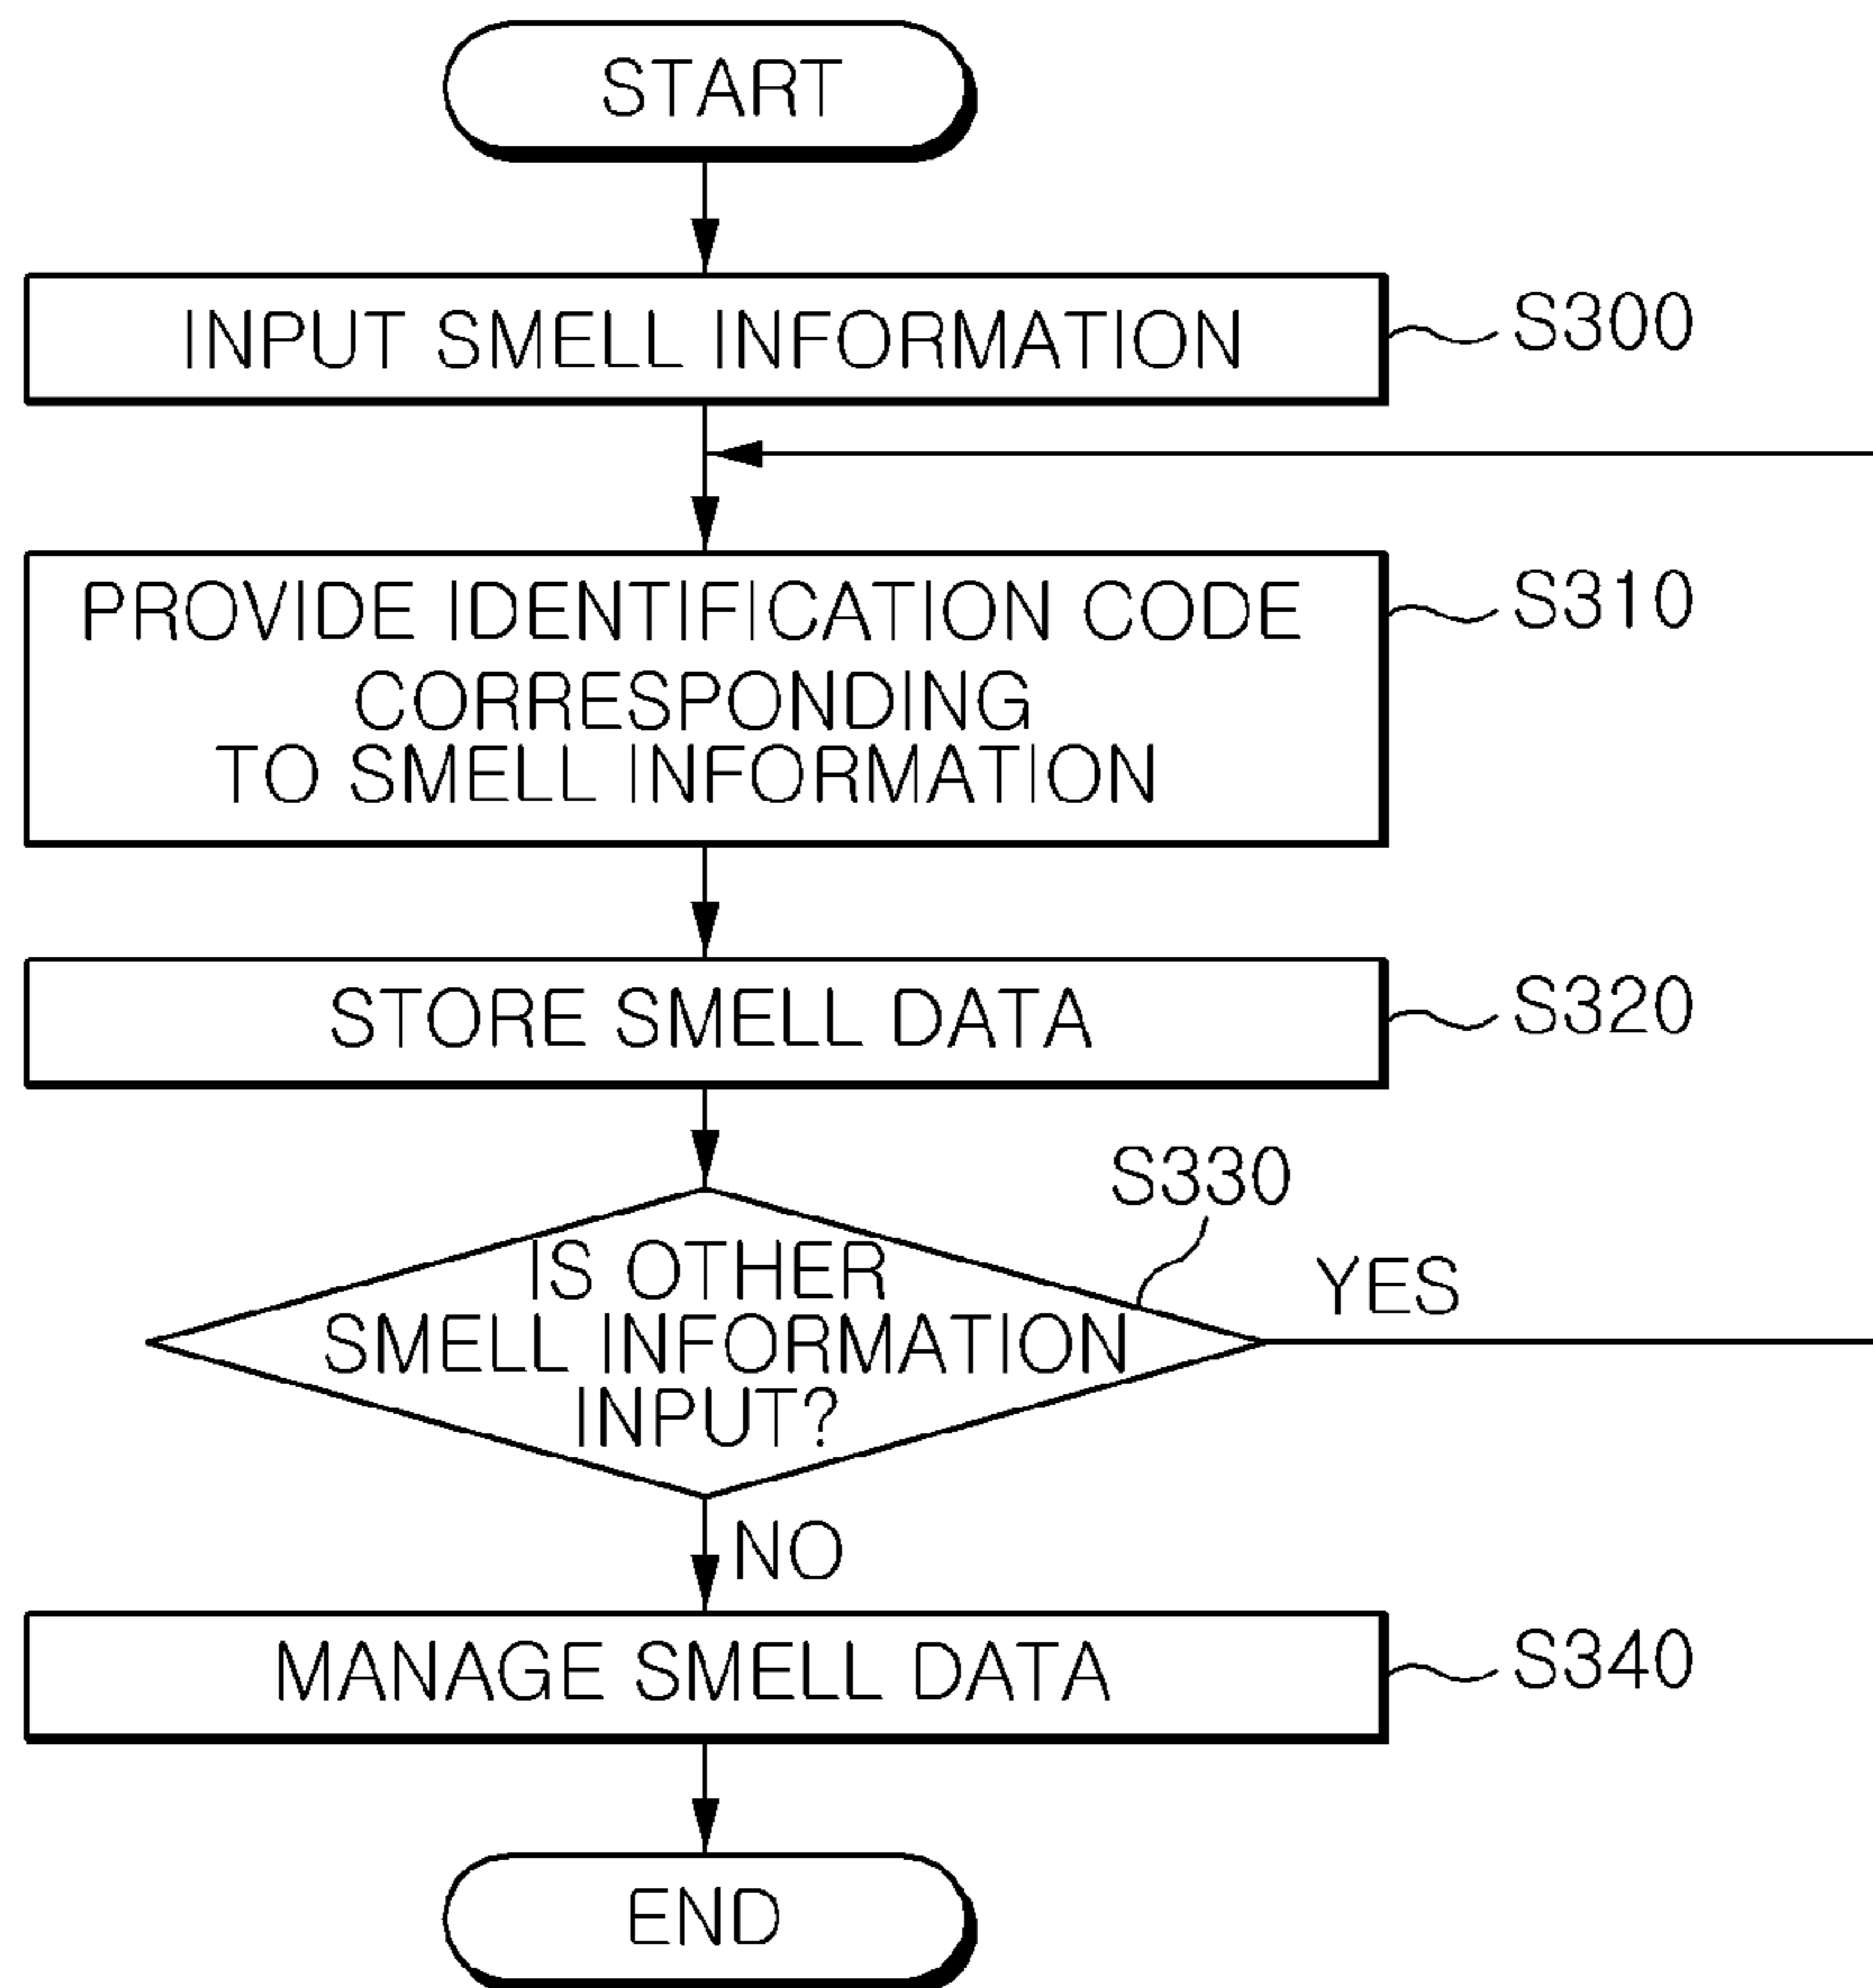 START
INPUT SMELL INFORMATION
S300
PROVIDE IDENTIFICATION CODE
CORRESPONDING
TO SMELL INFORMATION
S310
STORE SMELL DATA
S320
S330
IS OTHER
SMELL INFORMATION
INPUT?
YES
NO
MANAGE SMELL DATA
S340
END